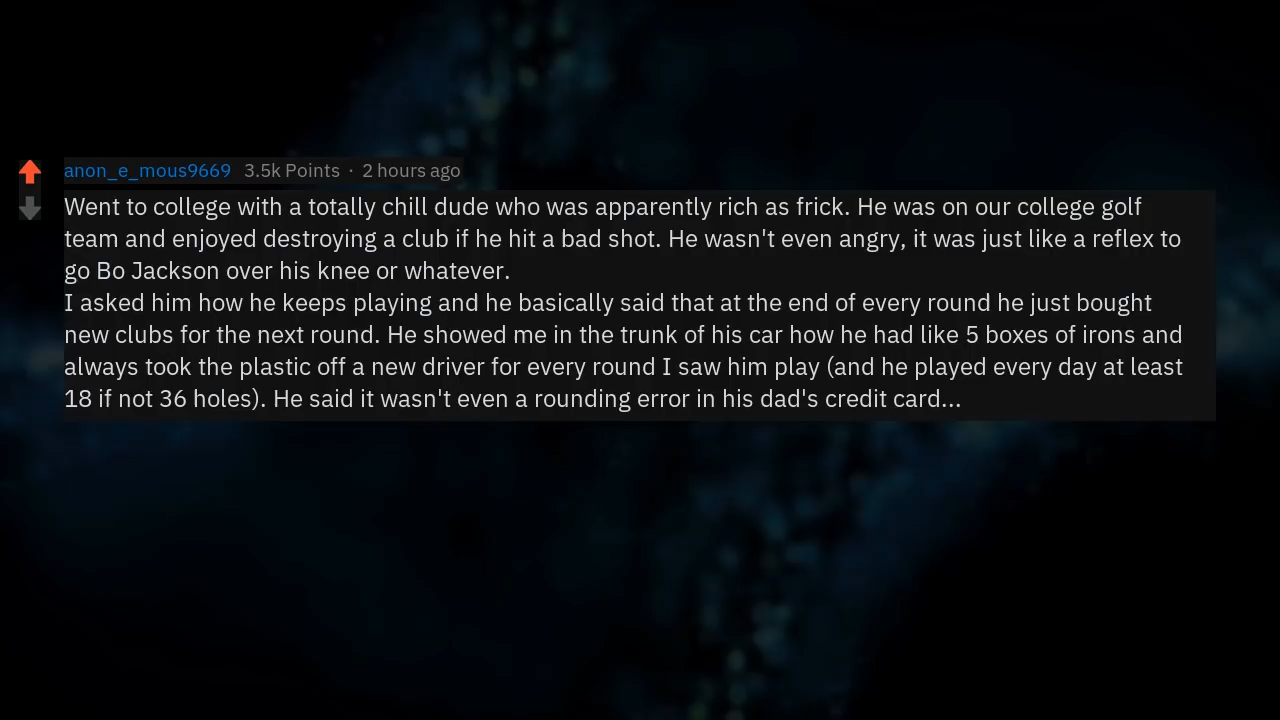 anon_e_mous9669 3.5k Points · 2 hours ago
Went to college with a totally chill dude who was apparently rich as frick. He was on our college golf
team and enjoyed destroying a club if he hit a bad shot. He wasn't even angry, it was just like a reflex to
go Bo Jackson over his knee or whatever.
I asked him how he keeps playing and he basically said that at the end of every round he just bought
new clubs for the next round. He showed me in the trunk of his car how he had like 5 boxes of irons and
always took the plastic off a new driver for every round I saw him play (and he played every day at least
18 if not 36 holes). He said it wasn't even a rounding error in his dad's credit card...